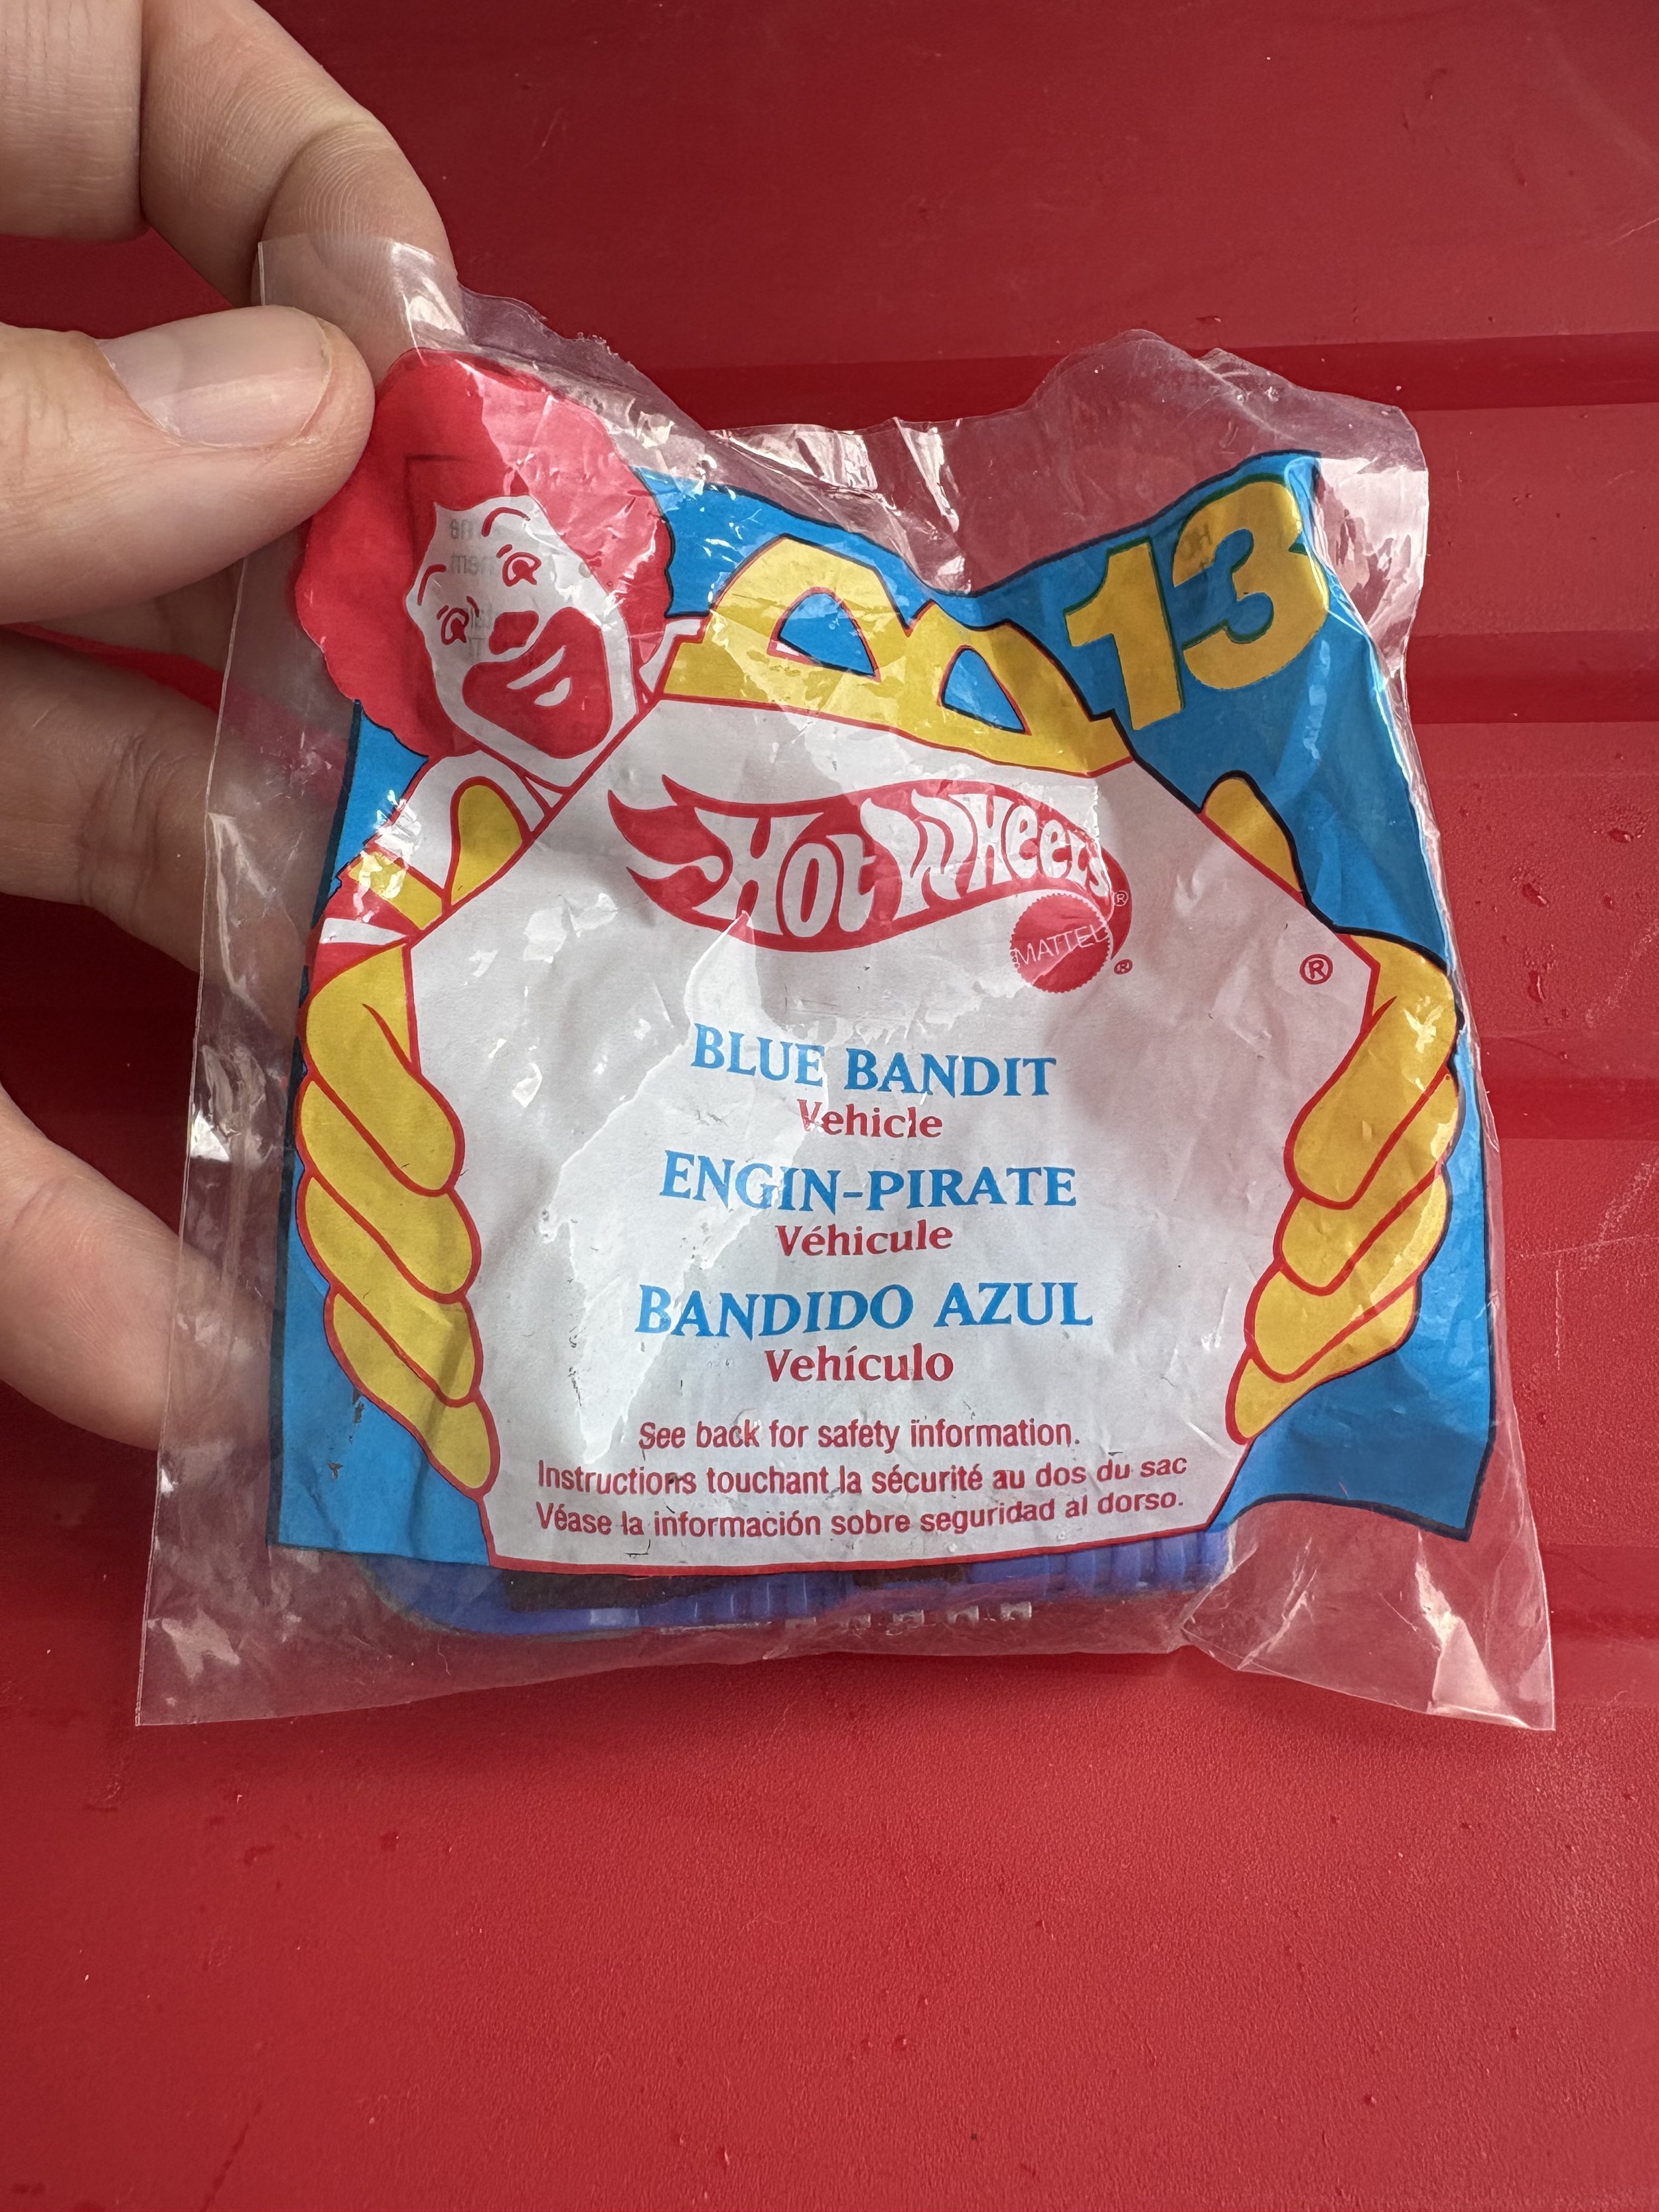 13
HOT WHEELS ®
MATTEL ®
®
BLUE BANDIT
Vehicle
ENGIN-PIRATE
Véhicule
BANDIDO AZUL
Vehículo
See back for safety information.
Instructions touchant la sécurité au dos du sac
Véase la información sobre seguridad al dorso.